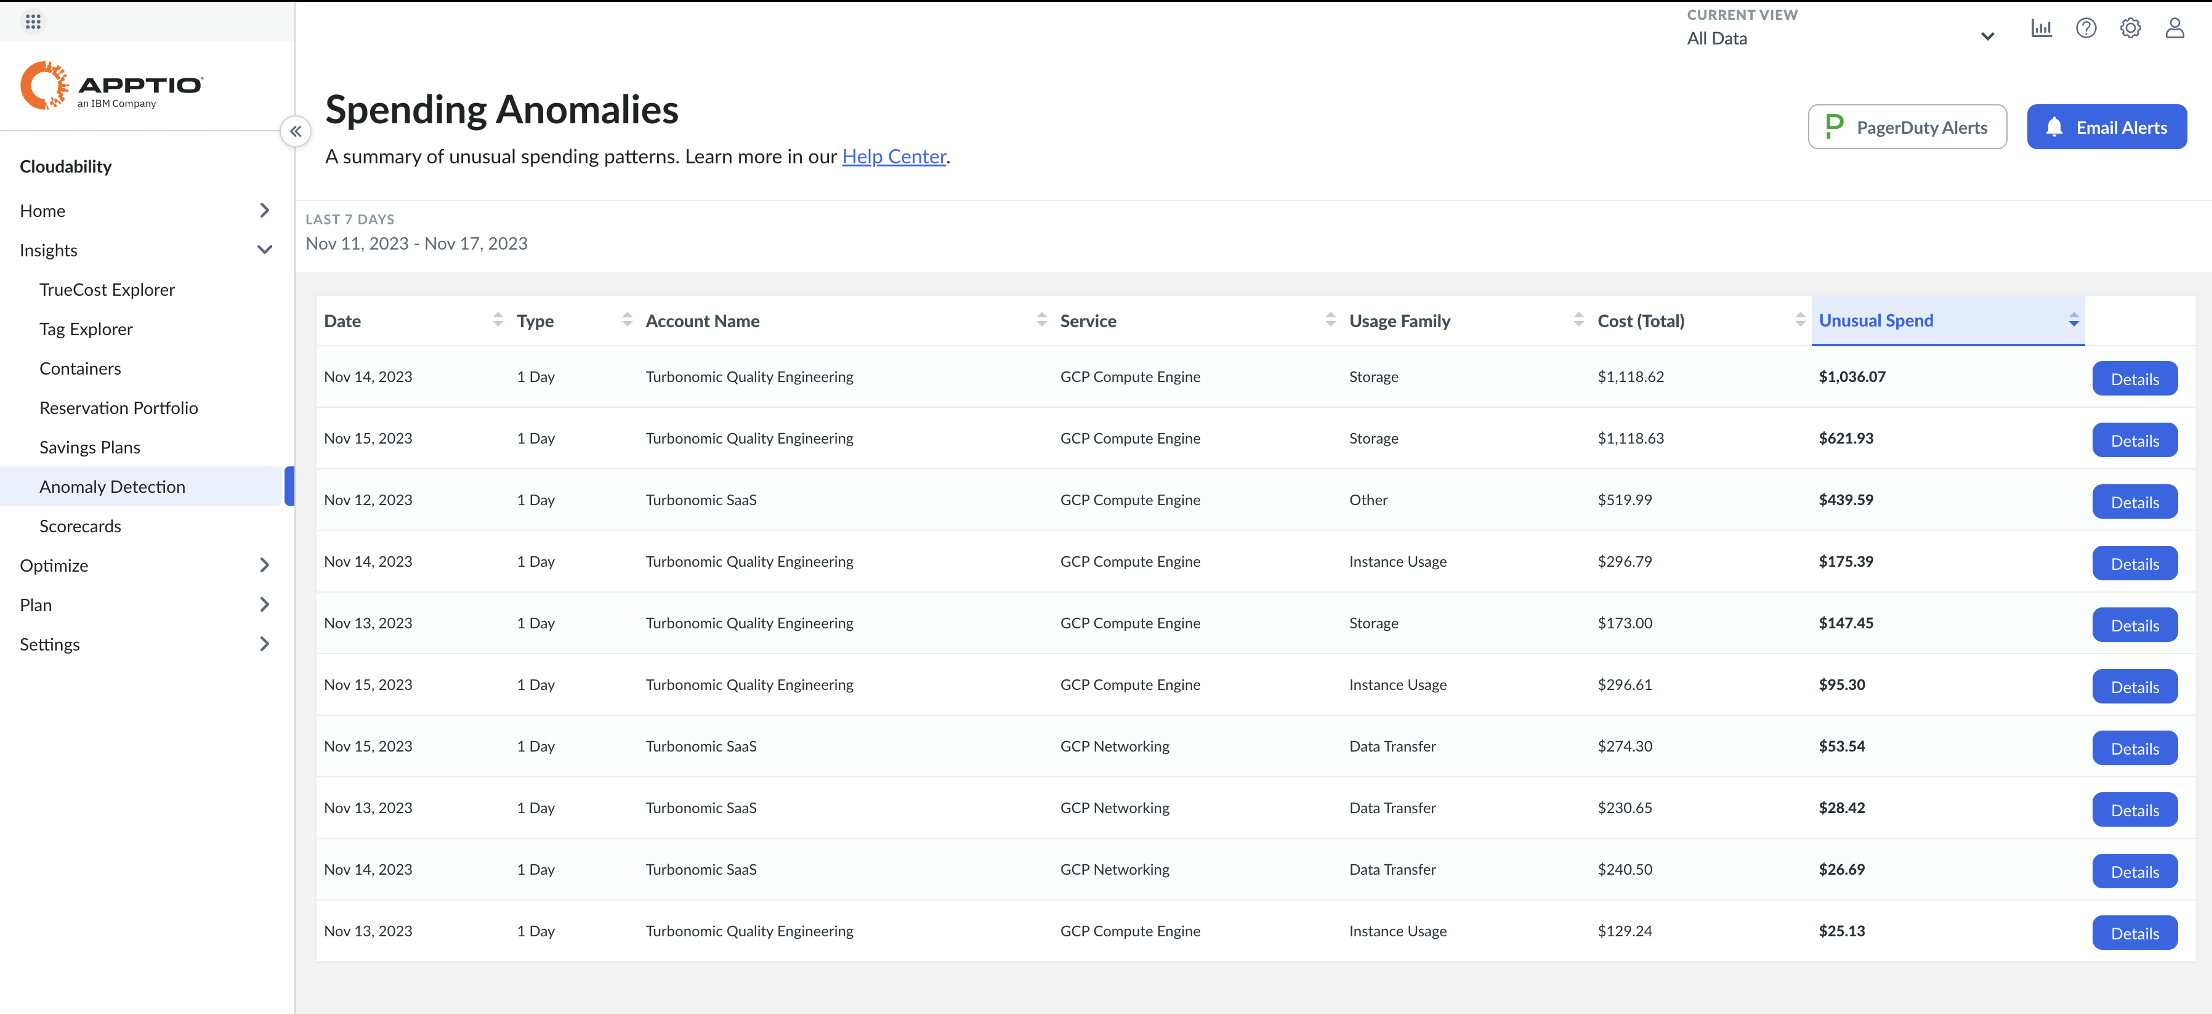 CURRENT VIEW
All Data
APPTIO
an IBM Company
Spending Anomalies
A summary of unusual spending patterns. Learn more in our Help Center.
PagerDuty Alerts
Email Alerts
Cloudability
Home
Insights
TrueCost Explorer
Tag Explorer
Containers
Reservation Portfolio
Savings Plans
Anomaly Detection
Scorecards
Optimize
Plan
Settings
LAST 7 DAYS
Nov 11, 2023 - Nov 17, 2023
Date Type Account Name Service Usage Family Cost (Total) Unusual Spend
Nov 14, 2023 1 Day Turbonomic Quality Engineering GCP Compute Engine Storage $1,118.62 $1,036.07 Details
Nov 15, 2023 1 Day Turbonomic Quality Engineering GCP Compute Engine Storage $1,118.63 $621.93 Details
Nov 12, 2023 1 Day Turbonomic SaaS GCP Compute Engine Other $519.99 $439.59 Details
Nov 14, 2023 1 Day Turbonomic Quality Engineering GCP Compute Engine Instance Usage $296.79 $175.39 Details
Nov 13, 2023 1 Day Turbonomic Quality Engineering GCP Compute Engine Storage $173.00 $147.45 Details
Nov 15, 2023 1 Day Turbonomic Quality Engineering GCP Compute Engine Instance Usage $296.61 $95.30 Details
Nov 15, 2023 1 Day Turbonomic SaaS GCP Networking Data Transfer $274.30 $53.54 Details
Nov 13, 2023 1 Day Turbonomic SaaS GCP Networking Data Transfer $230.65 $28.42 Details
Nov 14, 2023 1 Day Turbonomic SaaS GCP Networking Data Transfer $240.50 $26.69 Details
Nov 13, 2023 1 Day Turbonomic Quality Engineering GCP Compute Engine Instance Usage $129.24 $25.13 Details